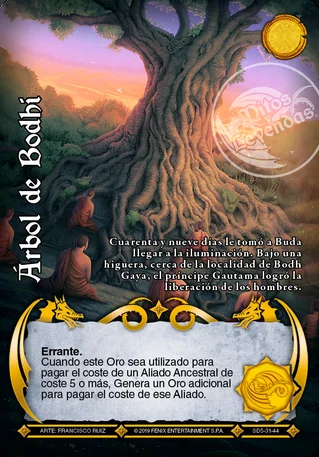 Mitos
Leyendas
Árbol de Bodhi
Cuarenta y nueve días le tomó a Buda
llegar a la iluminación. Bajo una
higuera, cerca de la localidad de Bodh
Gaya, el príncipe Gautama logró la
liberación de los hombres.
Errante.
Cuando este Oro sea utilizado para
pagar el coste de un Aliado Ancestral de
coste 5 o más, Genera un Oro adicional
para pagar el coste de ese Aliado.
ARTE: FRANCISCO RUIZ
© 2019 FENIX ENTERTAINMENT S.P.A.
SD5-31-44